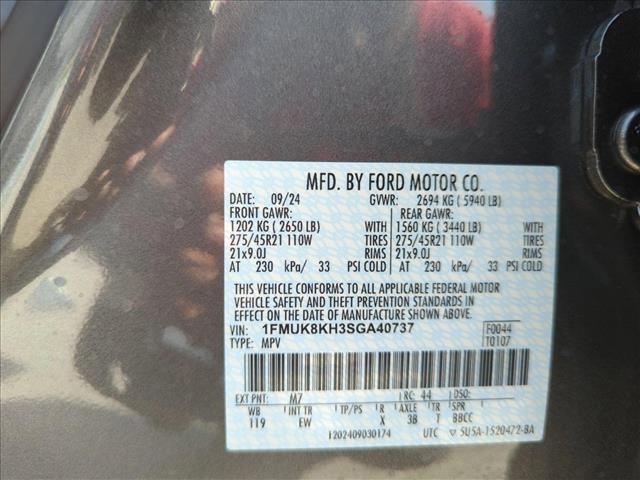 MFD. BY FORD MOTOR CO.
DATE: 09/24 GVWR: 2694 KG ( 5940 LB)
FRONT GAWR: REAR GAWR:
1202 KG ( 2650 LB) 1560 KG ( 3440 LB)
275/45R21 110W TIRES 275/45R21 110W TIRES
21x9.0J RIMS 21x9.0J RIMS
AT 230 kPa/ 33 PSI COLD AT 230 kPa/ 33 PSI COLD
THIS VEHICLE CONFORMS TO ALL APPLICABLE FEDERAL MOTOR
VEHICLE SAFETY AND THEFT PREVENTION STANDARDS IN
EFFECT ON THE DATE OF MANUFACTURE SHOWN ABOVE.
VIN: 1FMUK8KH3SGA40737 F0044
TYPE: MPV T0107
EXT PNT: M7 RC: 44 DSO:
WB INT TR TP/PS R AXLE TR SPR
119 EW X 3B T BBCC
1202409030174 UTC ▽ SU5A-1520472-BA